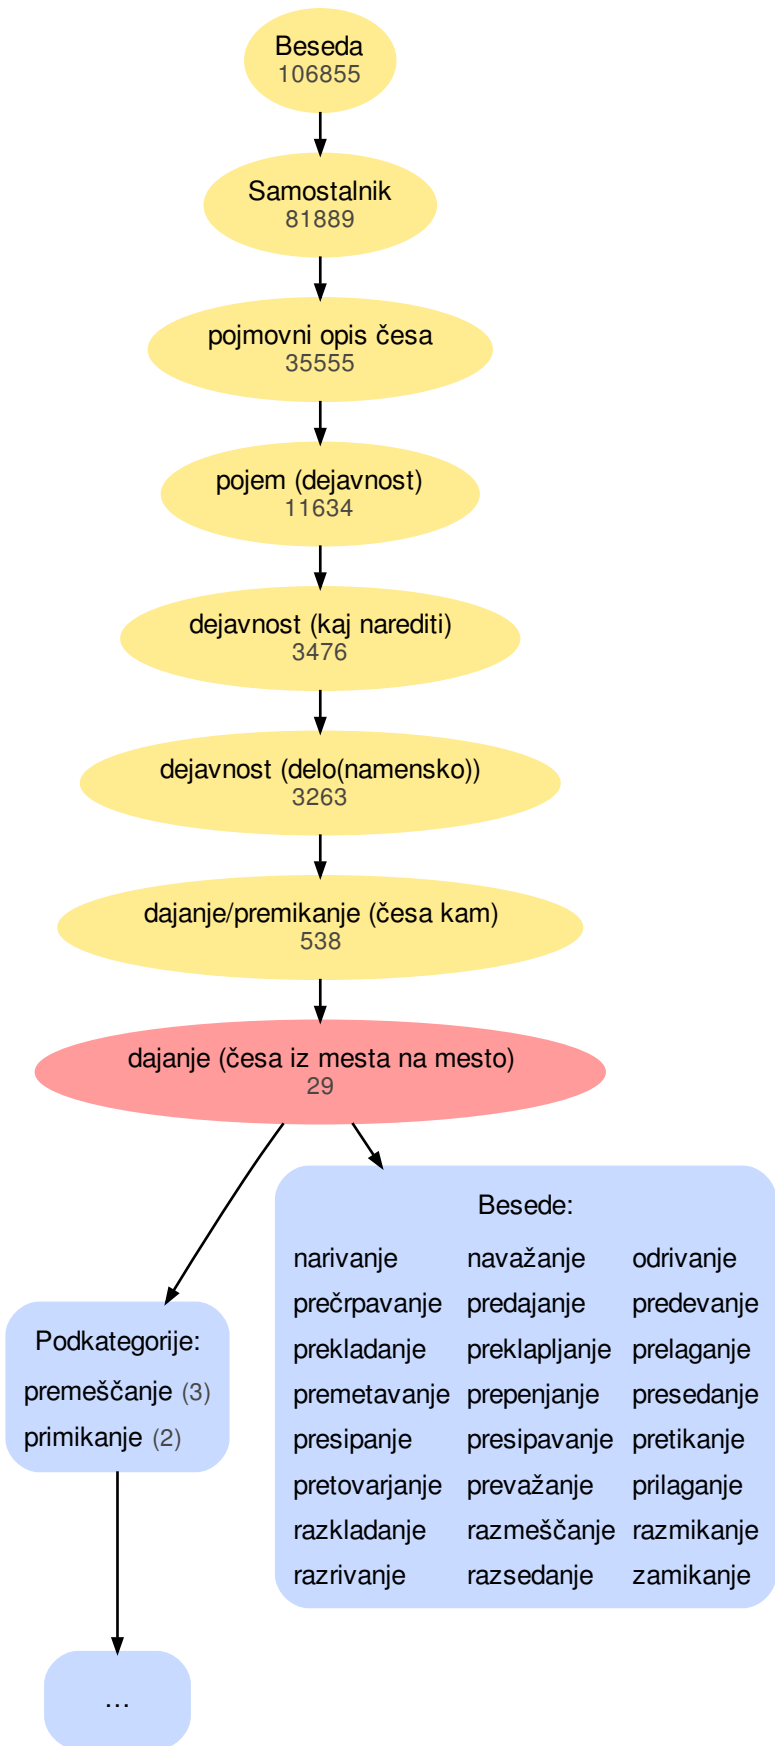 Beseda
106855
Samostalnik
81889
pojmovni opis česa
35555
pojem (dejavnost)
11634
dejavnost (kaj narediti)
3476
dejavnost (delo(namensko))
3263
dajanje/premikanje (česa kam)
538
dajanje (česa iz mesta na mesto)
29
Besede:
narivanje navažanje odrivanje
prečrpavanje predajanje predevanje
prekladanje preklapljanje prelaganje
premetavanje prepenjanje presedanje
presipanje presipavanje pretikanje
pretovarjanje prevažanje prilaganje
razkladanje razmeščanje razmikanje
razrivanje razsedanje zamikanje
Podkategorije:
premeščanje (3)
primikanje (2)
...